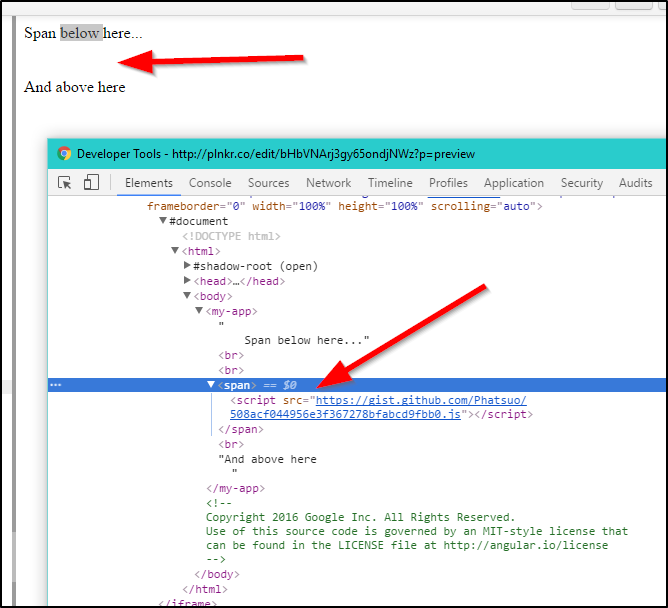 Span below here...
And above here
Developer Tools - http://plnkr.co/edit/bHbVNArj3gy65ondjNWz?p=preview
Elements Console Sources Network Timeline Profiles Application Security Audits
frameborder="0" width="100%" height="100%" scrolling="auto">
▼#document
<!DOCTYPE html>
▼<html>
▶#shadow-root (open)
▶<head>…</head>
▼<body>
▼<my-app>
"
Span below here..."
<br>
<br>
… ▼<span> == $0
<script src="https://gist.github.com/Phatsuo/
508acf044956e3f367278bfabcd9fbb0.js"></script>
</span>
<br>
"And above here
"
</my-app>
<!--
Copyright 2016 Google Inc. All Rights Reserved.
Use of this source code is governed by an MIT-style license that
can be found in the LICENSE file at http://angular.io/license
-->
</body>
</html>
</iframe>